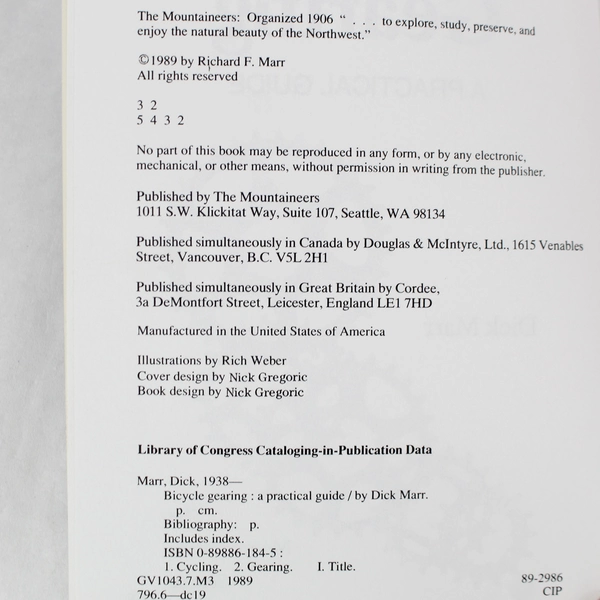 The Mountaineers: Organized 1906 “ . . . to explore, study, preserve, and
enjoy the natural beauty of the Northwest.”
©1989 by Richard F. Marr
All rights reserved
3 2
5 4 3 2
No part of this book may be reproduced in any form, or by any electronic,
mechanical, or other means, without permission in writing from the publisher.
Published by The Mountaineers
1011 S.W. Klickitat Way, Suite 107, Seattle, WA 98134
Published simultaneously in Canada by Douglas & McIntyre, Ltd., 1615 Venables
Street, Vancouver, B.C. V5L 2H1
Published simultaneously in Great Britain by Cordee,
3a DeMontfort Street, Leicester, England LE1 7HD
Manufactured in the United States of America
Illustrations by Rich Weber
Cover design by Nick Gregoric
Book design by Nick Gregoric
Library of Congress Cataloging-in-Publication Data
Marr, Dick, 1938—
Bicycle gearing : a practical guide / by Dick Marr.
p. cm.
Bibliography: p.
Includes index.
ISBN 0-89886-184-5 :
1. Cycling. 2. Gearing. I. Title.
GV1043.7.M3 1989
796.6—dc19
89-2986
CIP